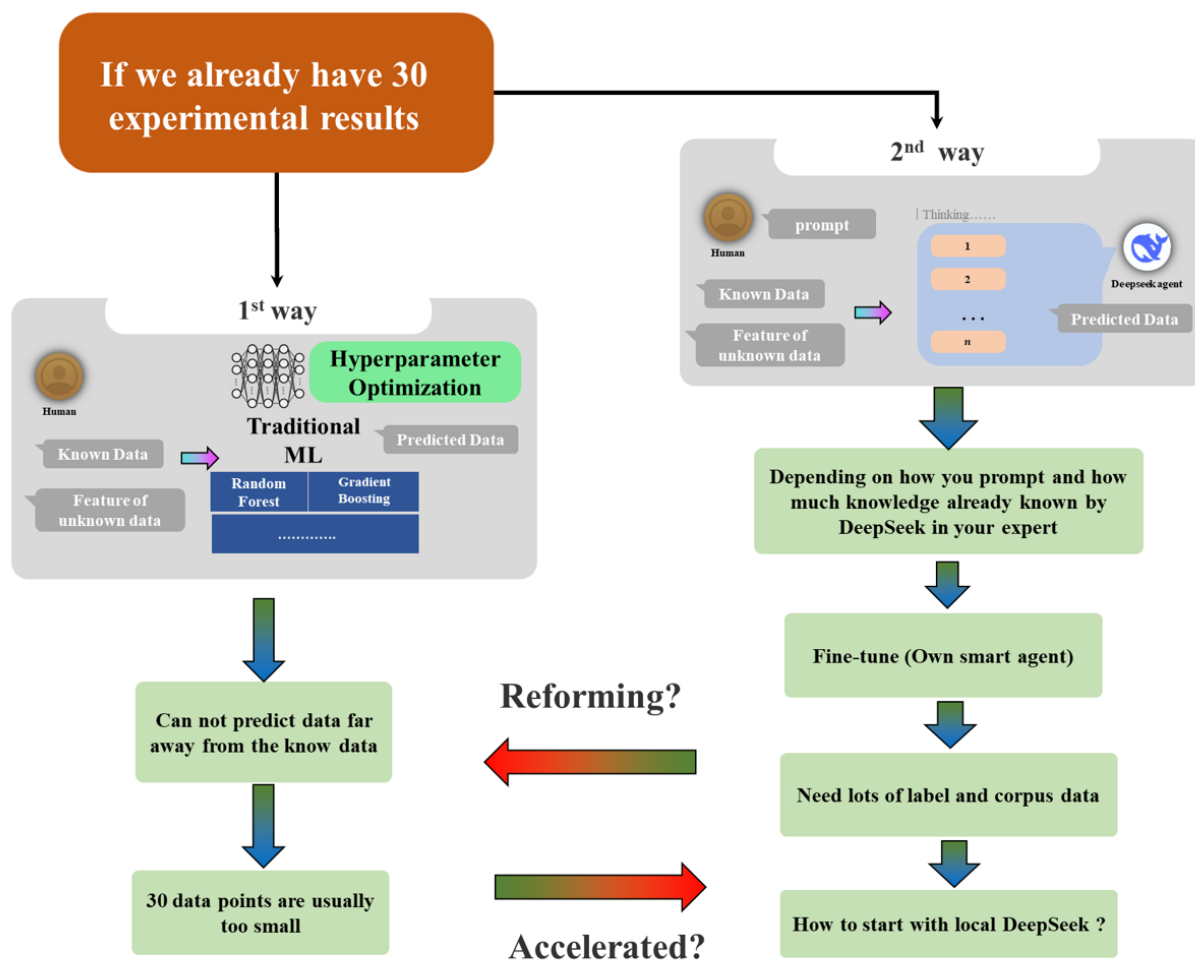 If we already have 30
experimental results
1st way
Human
Known Data
Feature of
unknown data
Hyperparameter
Optimization
Traditional
ML
Predicted Data
Random
Forest
Gradient
Boosting
.............
Can not predict data far
away from the know data
30 data points are usually
too small
2nd way
Human
prompt
Known Data
Feature of
unknown data
Thinking......
1
2
...
n
Deepseek agent
Predicted Data
Depending on how you prompt and how
much knowledge already known by
DeepSeek in your expert
Fine-tune (Own smart agent)
Need lots of label and corpus data
How to start with local DeepSeek ?
Reforming?
Accelerated?